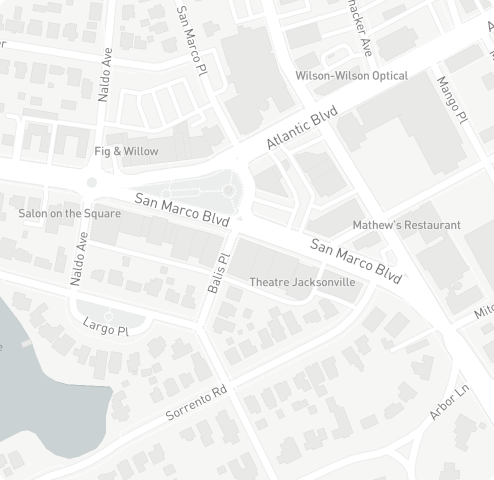 San Marco Pl
Naldo Ave
Wilson-Wilson Optical
Atlantic Blvd
Mango Pl
Fig & Willow
San Marco Blvd
Salon on the Square
Mathew's Restaurant
San Marco Blvd
Naldo Ave
Balis Pl
Theatre Jacksonville
Largo Pl
Sorrento Rd
Arbor Ln